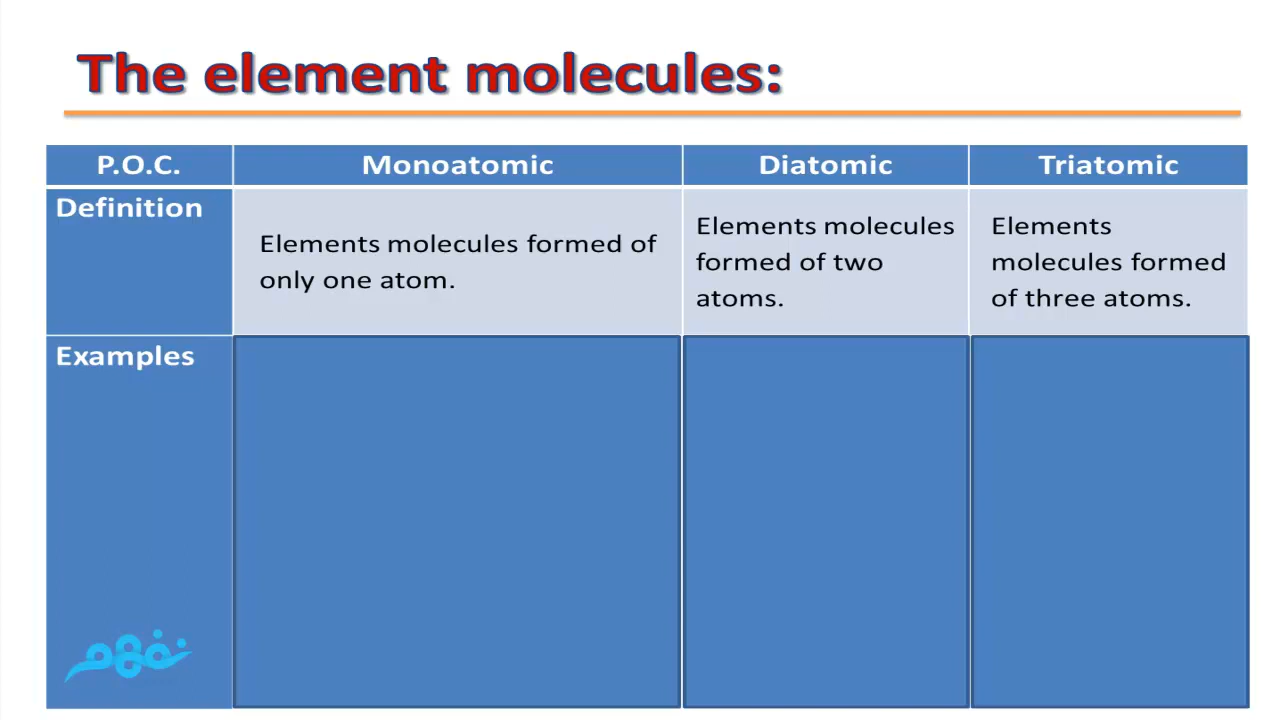 The element molecules:
P.O.C. Monoatomic Diatomic Triatomic
Definition
Elements molecules formed of
only one atom.
Elements molecules
formed of two
atoms.
Elements
molecules formed
of three atoms.
Examples
نفهم